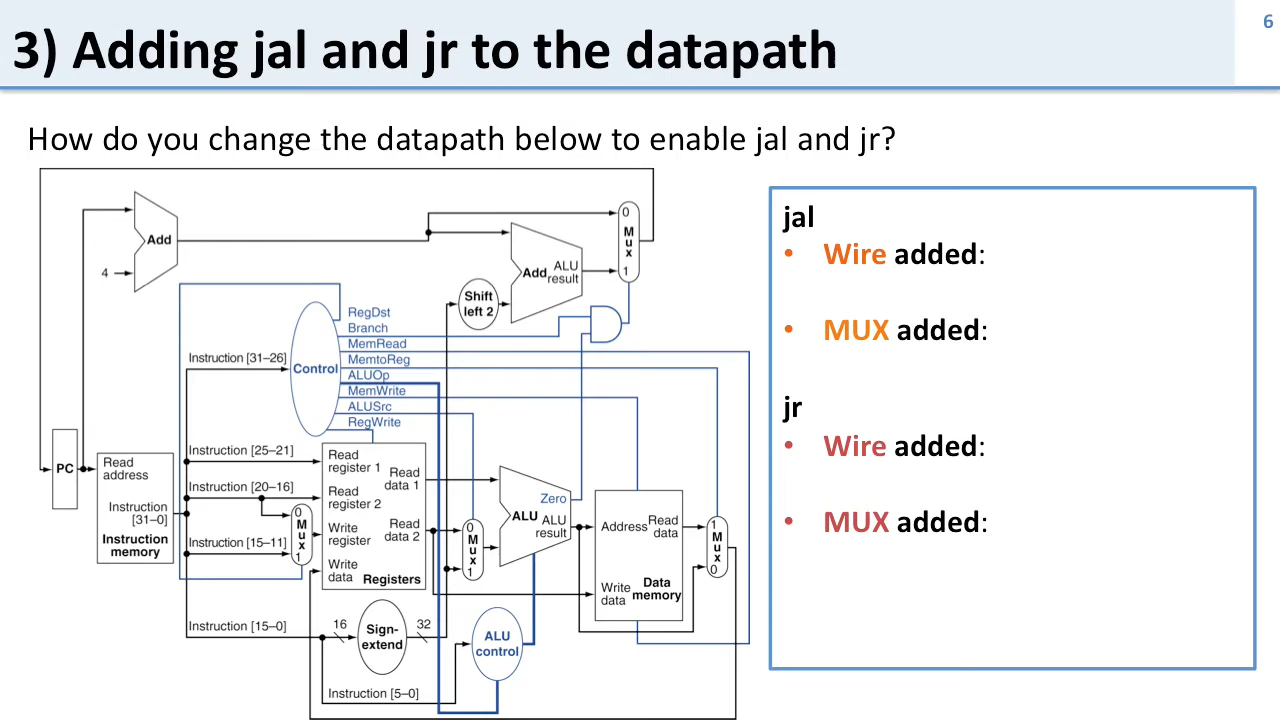 6
3) Adding jal and jr to the datapath
How do you change the datapath below to enable jal and jr?
0
M
u
x
1
Add
4
Add
ALU
result
Shift
left 2
RegDst
Branch
MemRead
MemtoReg
ALUOp
MemWrite
ALUSrc
RegWrite
Control
Instruction [31–26]
Instruction [25–21]
Instruction [20–16]
Instruction [15–11]
Instruction [15–0]
Instruction [5–0]
PC
Read
address
Instruction
[31–0]
Instruction
memory
0
M
u
x
1
Read
register 1
Read
register 2
Write
register
Write
data
Read
data 1
Read
data 2
Registers
0
M
u
x
1
Zero
ALU
ALU
result
Address
Read
data
Write
data
Data
memory
1
M
u
x
0
16
Sign-
extend
32
ALU
control
jal
• Wire added:
• MUX added:
jr
• Wire added:
• MUX added: